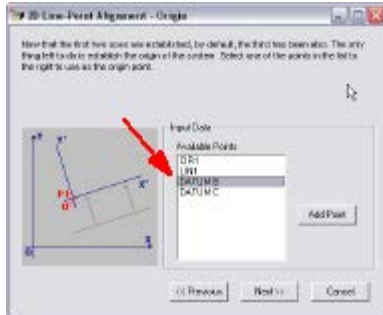 2D Line-Point Alignment - Origin
Now that the first two axes are established, by default, the third has been also. The only
thing left to do is establish the origin of the system. Select one of the points in the list to
the right to use as the origin point.
Input Data
Available Points
CIR1
LIN1
DATUM B
DATUM C
Add Point
Y
Y'
X'
X
<< Previous
Next >>
Cancel